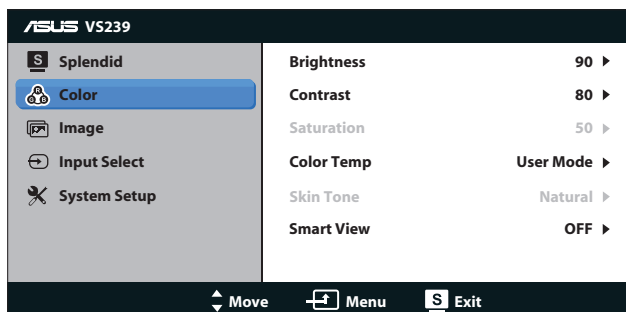 ASUS VS239
S Splendid
Color
Image
Input Select
System Setup
Brightness 90
Contrast 80
Saturation 50
Color Temp User Mode
Skin Tone Natural
Smart View OFF
Move Menu S Exit